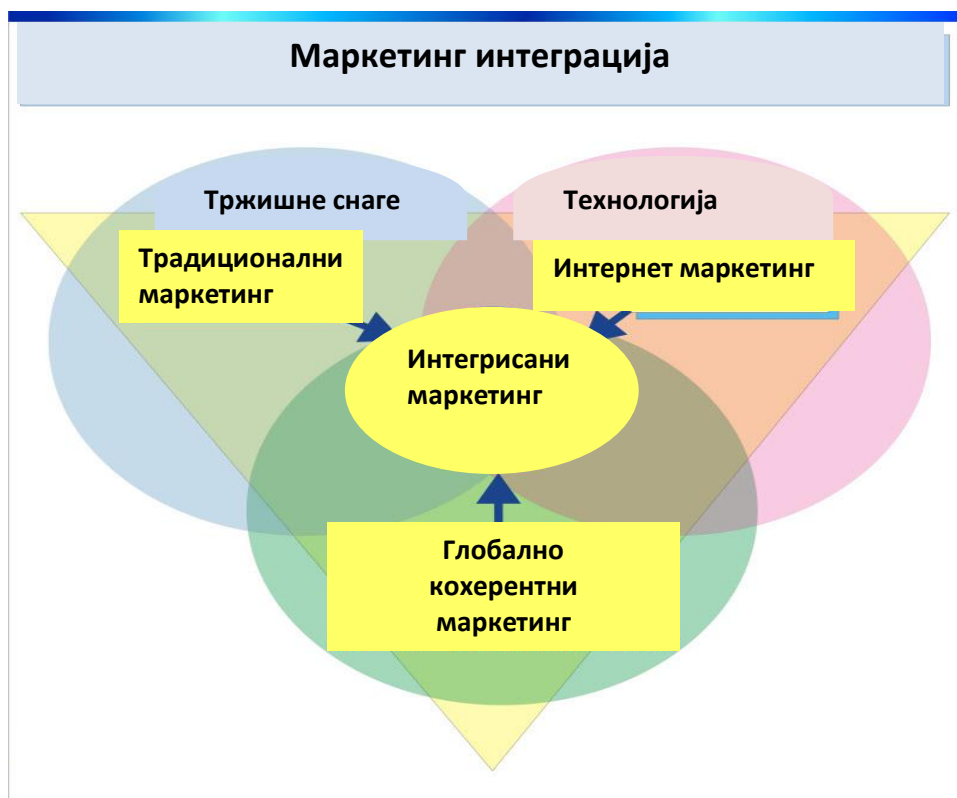 Маркетинг интеграција
Тржишне снаге
Технологија
Традиционални
маркетинг
Интернет маркетинг
Интегрисани
маркетинг
Глобално
кохерентни
маркетинг